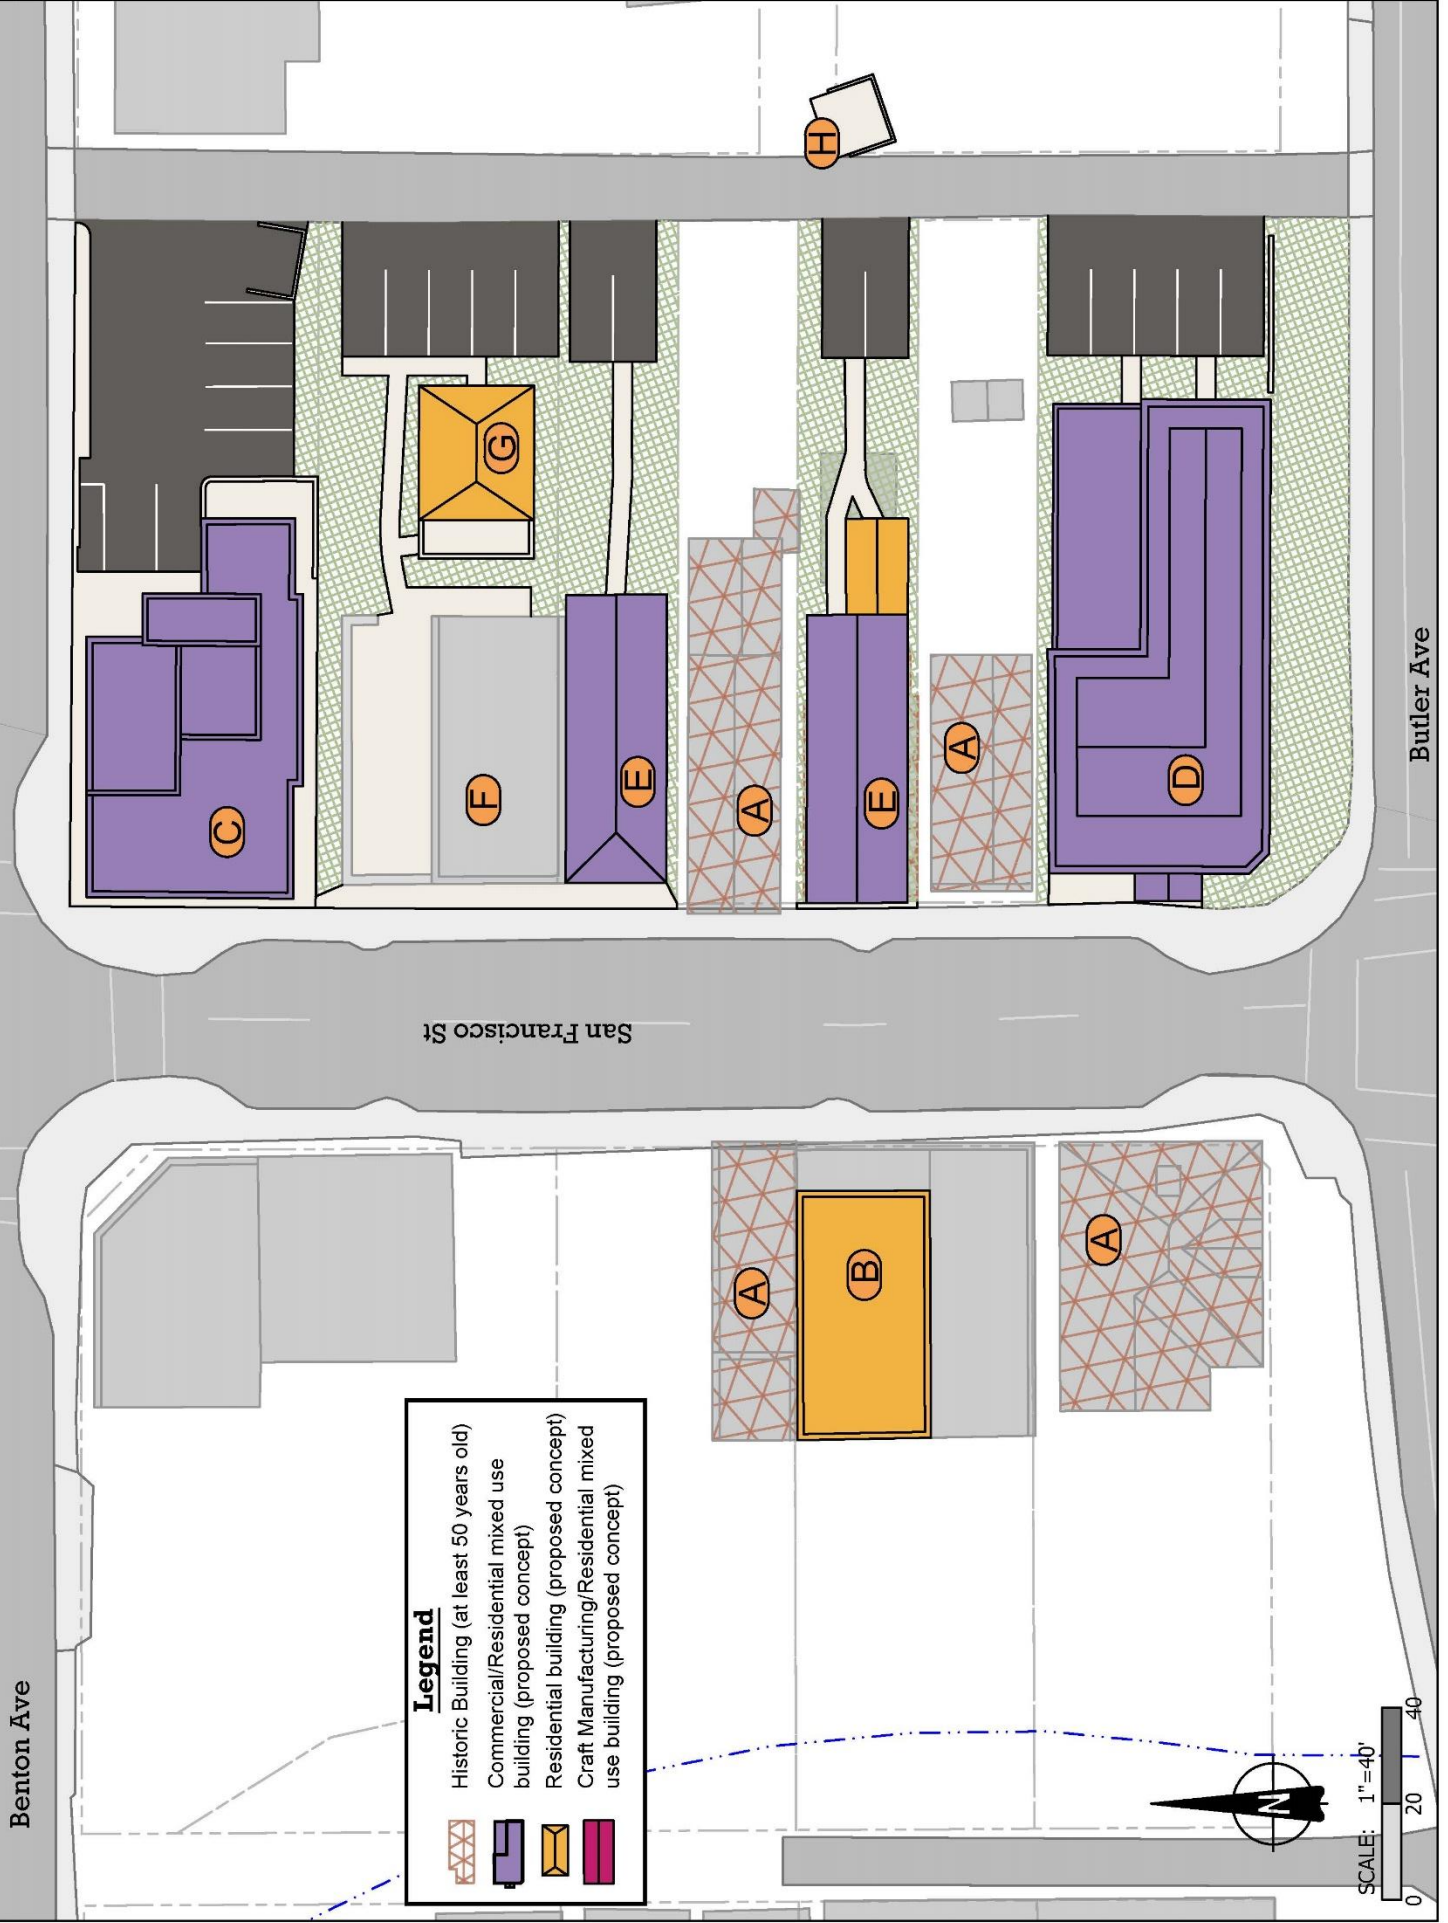 Benton Ave
San Francisco St
Butler Ave
C
F
G
E
A
E
A
D
H
A
B
A
Legend
Historic Building (at least 50 years old)
Commercial/Residential mixed use
building (proposed concept)
Residential building (proposed concept)
Craft Manufacturing/Residential mixed
use building (proposed concept)
N
SCALE: 1"=40'
0 20 40